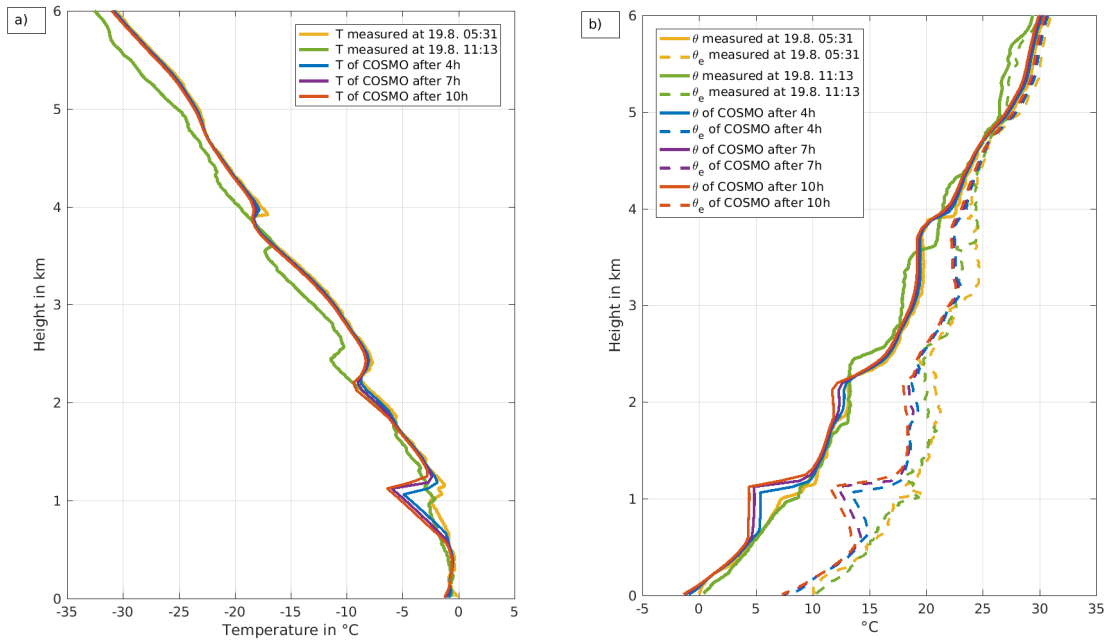 a)
T measured at 19.8. 05:31
T measured at 19.8. 11:13
T of COSMO after 4h
T of COSMO after 7h
T of COSMO after 10h
6
5
4
3
2
1
0
Height in km
-35 -30 -25 -20 -15 -10 -5 0 5
Temperature in °C
b)
θ measured at 19.8. 05:31
θe measured at 19.8. 05:31
θ measured at 19.8. 11:13
θe measured at 19.8. 11:13
θ of COSMO after 4h
θe of COSMO after 4h
θ of COSMO after 7h
θe of COSMO after 7h
θ of COSMO after 10h
θe of COSMO after 10h
6
5
4
3
2
1
0
Height in km
-5 0 5 10 15 20 25 30 35
°C